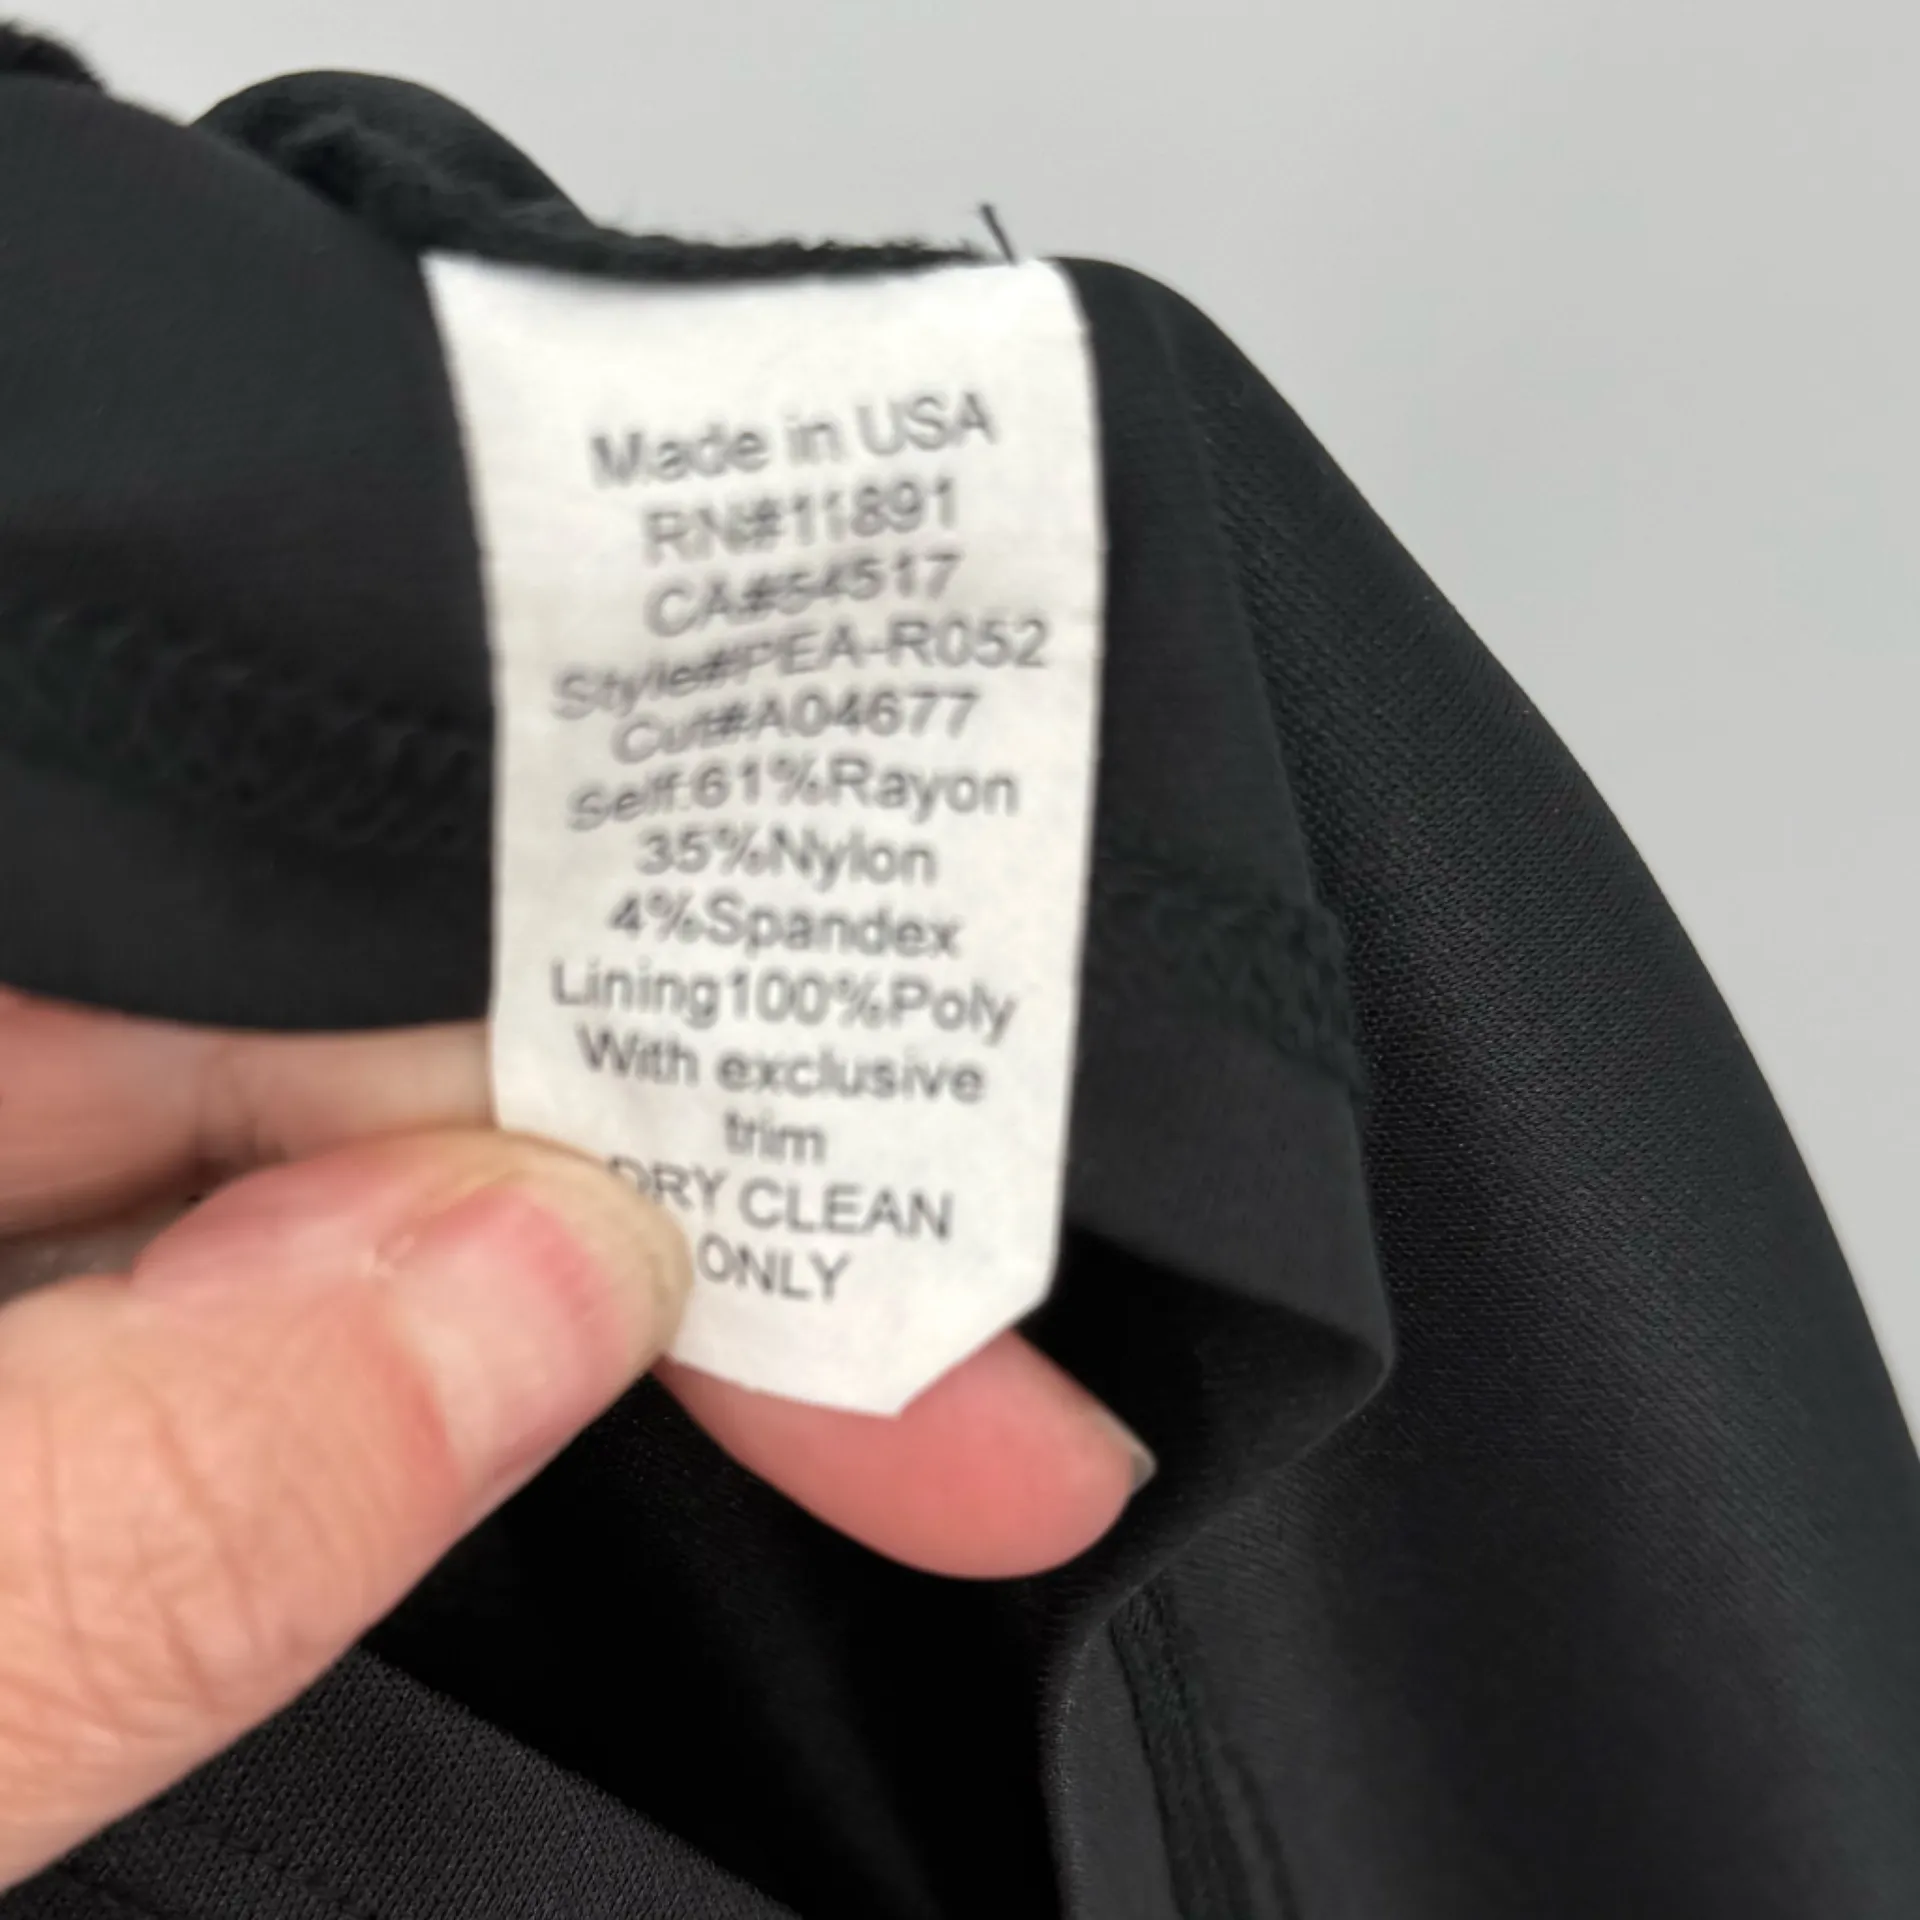 Made in USA
RN#11891
CA#54517
Style#PEA-R052
Cut#A04677
Self:61%Rayon
35%Nylon
4%Spandex
Lining100%Poly
With exclusive
trim
DRY CLEAN
ONLY